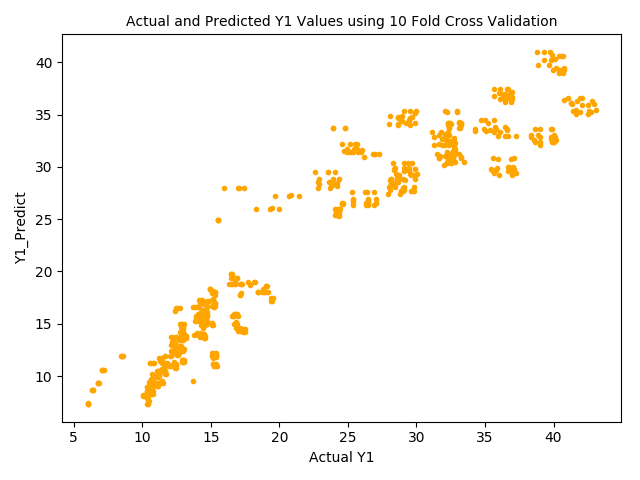 Actual and Predicted Y1 Values using 10 Fold Cross Validation
40
35
30
25
20
15
10
Y1_Predict
5 10 15 20 25 30 35 40
Actual Y1